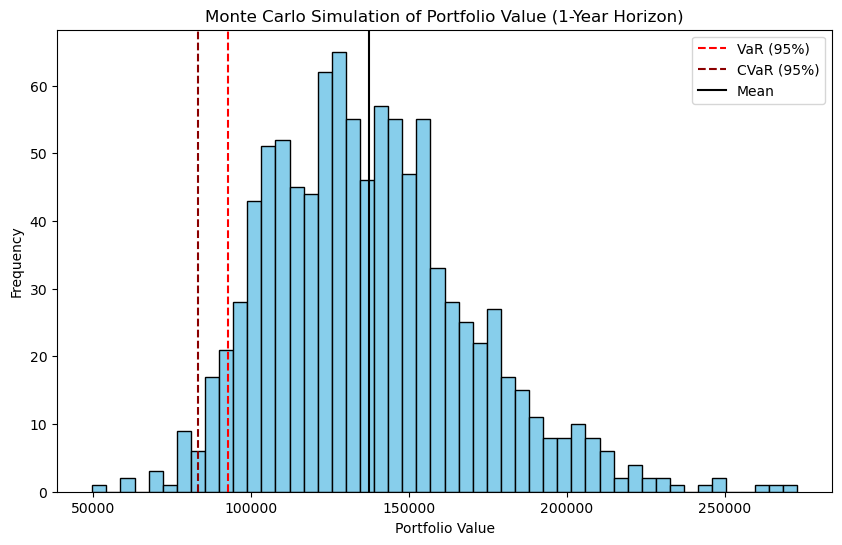 Monte Carlo Simulation of Portfolio Value (1-Year Horizon)
VaR (95%)
CVaR (95%)
Mean
Frequency
60
50
40
30
20
10
0
50000 100000 150000 200000 250000
Portfolio Value